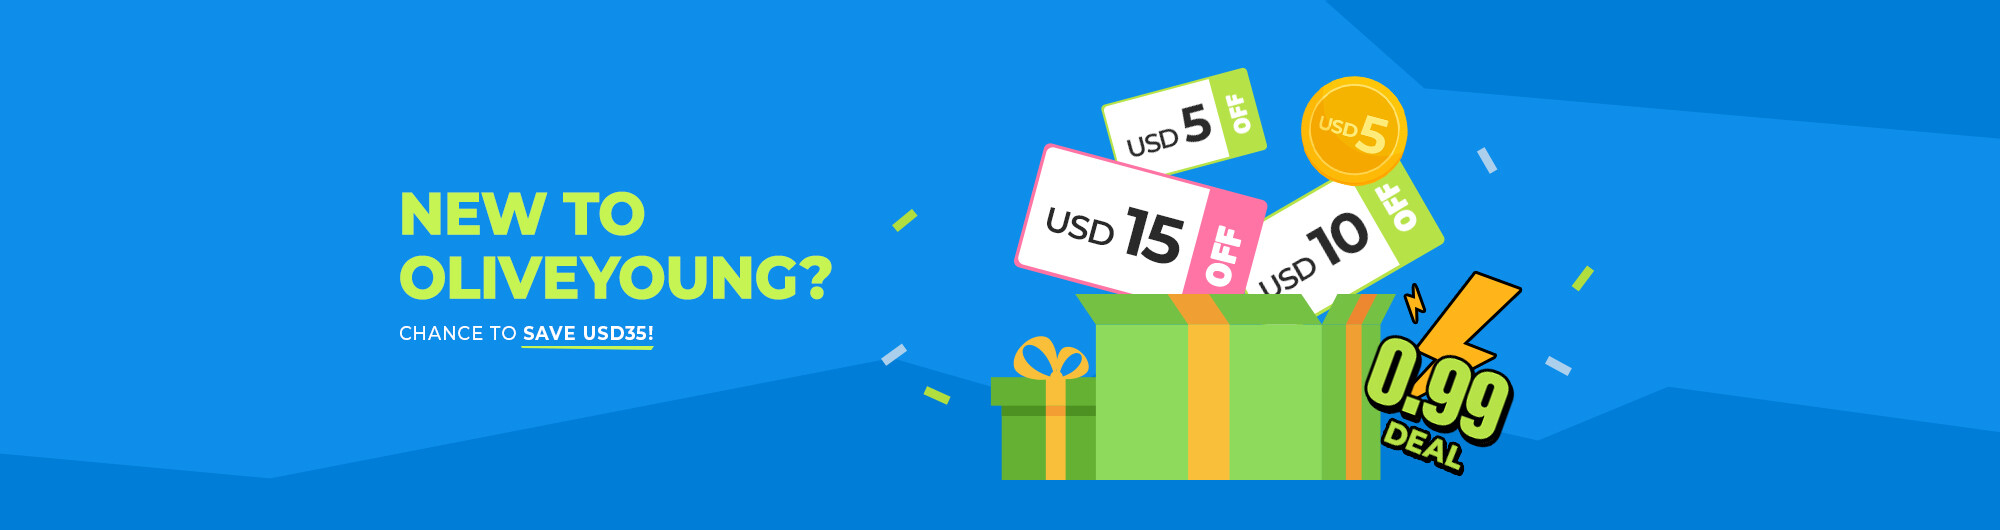 NEW TO
OLIVEYOUNG?
CHANCE TO SAVE USD35!
USD 5 OFF
USD 5
USD 15 OFF
USD 10 OFF
0.99
DEAL